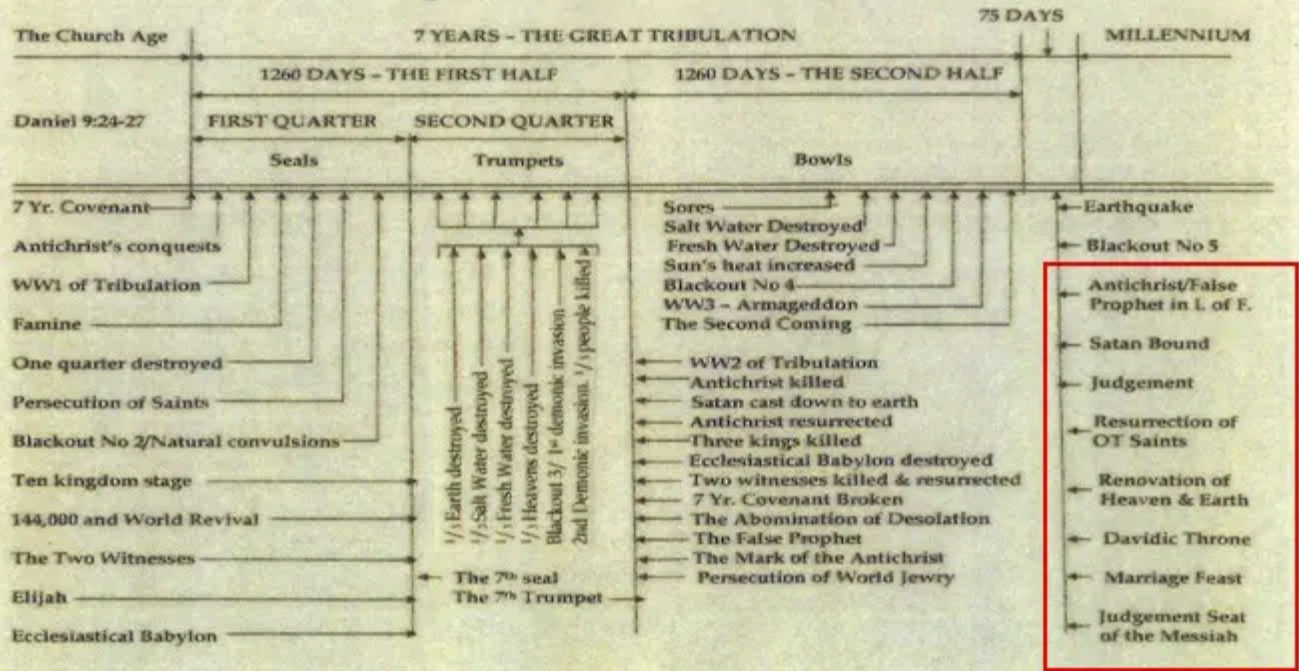 75 DAYS
The Church Age
7 YEARS – THE GREAT TRIBULATION
MILLENNIUM
1260 DAYS – THE FIRST HALF
1260 DAYS – THE SECOND HALF
Daniel 9:24-27
FIRST QUARTER
SECOND QUARTER
Seals
Trumpets
Bowls
7 Yr. Covenant
Antichrist's conquests
WW1 of Tribulation
Famine
One quarter destroyed
Persecution of Saints
Blackout No 2/Natural convulsions
Ten kingdom stage
144,000 and World Revival
The Two Witnesses
Elijah
Ecclesiastical Babylon
1/3 Earth destroyed
1/3 Salt Water destroyed
1/3 Fresh Water destroyed
1/3 Heavens destroyed
Blackout 3/ 1st demonic invasion
2nd Demonic invasion. 1/3 people killed
The 7th seal
The 7th Trumpet
Sores
Salt Water Destroyed
Fresh Water Destroyed
Sun's heat increased
Blackout No 4
WW3 – Armageddon
The Second Coming
WW2 of Tribulation
Antichrist killed
Satan cast down to earth
Antichrist resurrected
Three kings killed
Ecclesiastical Babylon destroyed
Two witnesses killed & resurrected
7 Yr. Covenant Broken
The Abomination of Desolation
The False Prophet
The Mark of the Antichrist
Persecution of World Jewry
Earthquake
Blackout No 5
Antichrist/False
Prophet in L of F.
Satan Bound
Judgement
Resurrection of
OT Saints
Renovation of
Heaven & Earth
Davidic Throne
Marriage Feast
Judgement Seat
of the Messiah